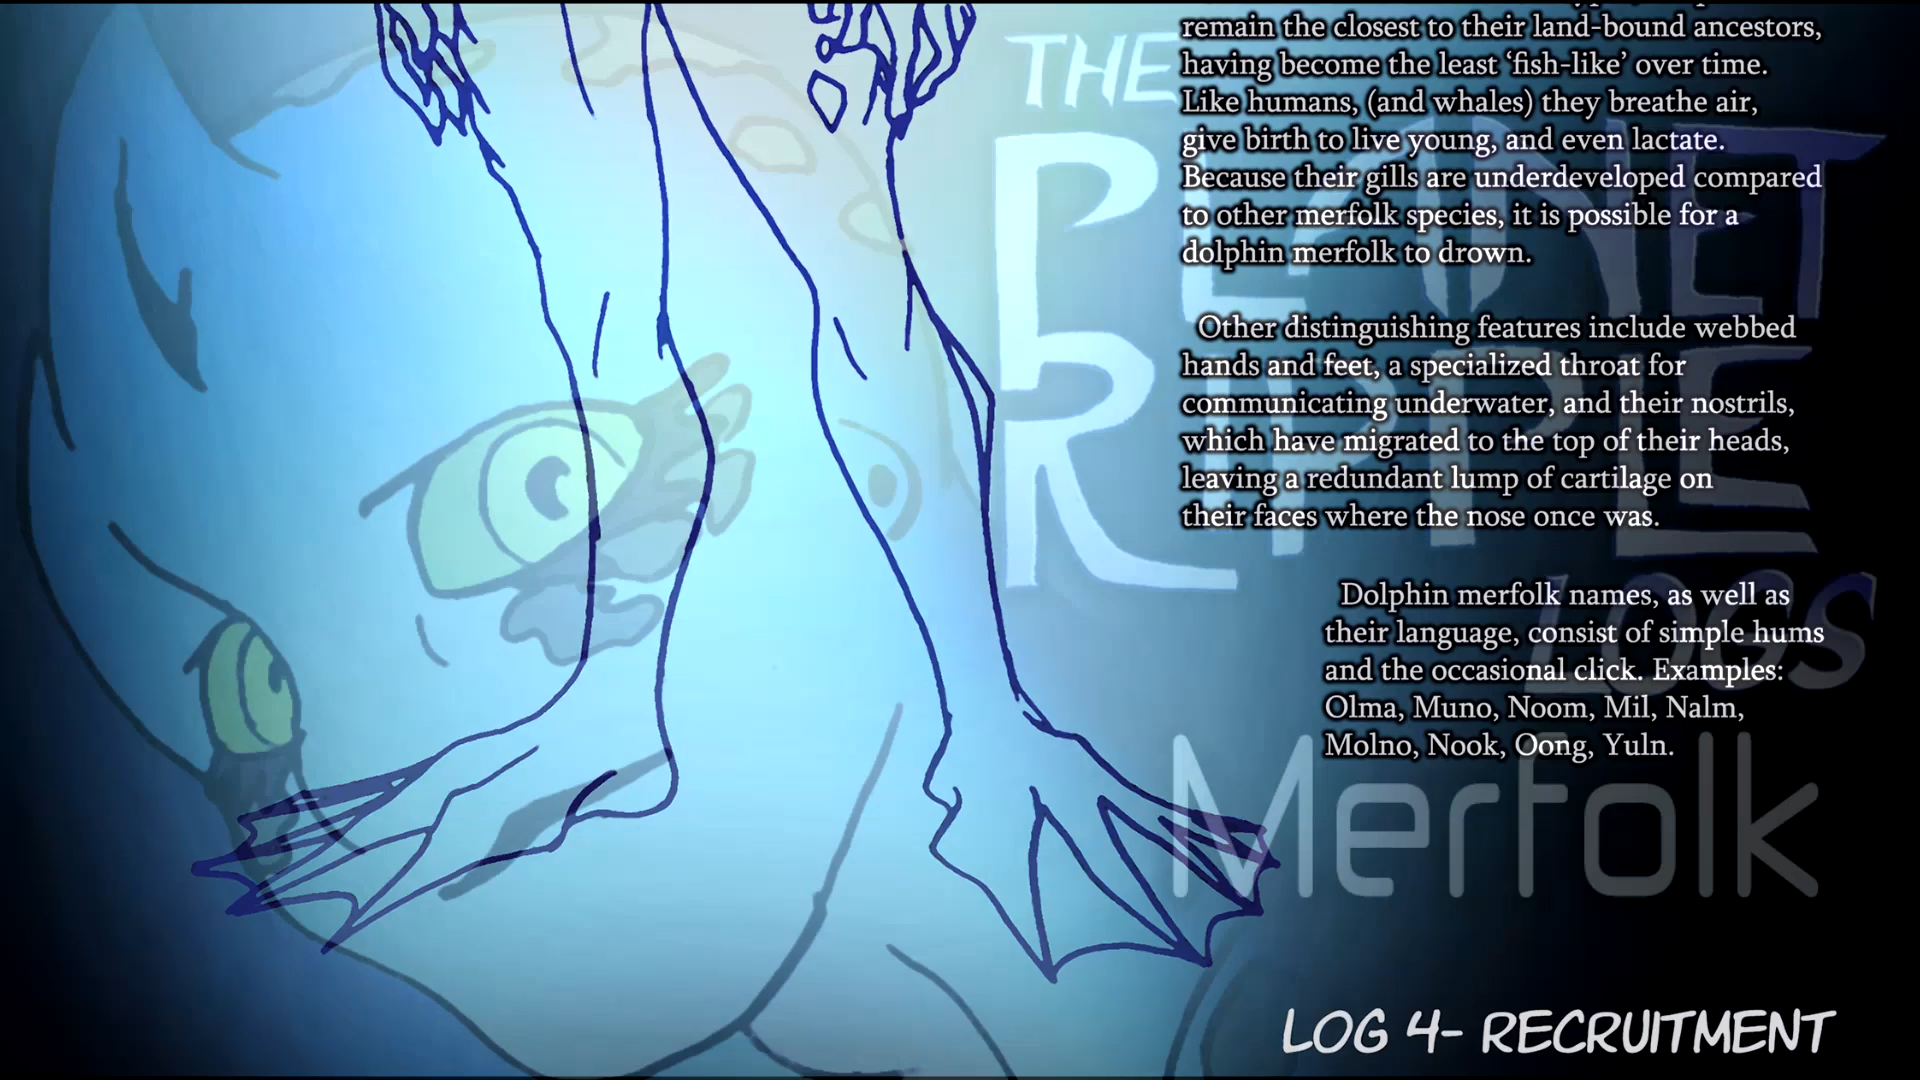 remain the closest to their land-bound ancestors,
having become the least ‘fish-like’ over time.
Like humans, (and whales) they breathe air,
give birth to live young, and even lactate.
Because their gills are underdeveloped compared
to other merfolk species, it is possible for a
dolphin merfolk to drown.
Other distinguishing features include webbed
hands and feet, a specialized throat for
communicating underwater, and their nostrils,
which have migrated to the top of their heads,
leaving a redundant lump of cartilage on
their faces where the nose once was.
Dolphin merfolk names, as well as
their language, consist of simple hums
and the occasional click. Examples:
Olma, Muno, Noom, Mil, Nalm,
Molno, Nook, Oong, Yuln.
THE
PLANET
RIPPLE
LOGS
Merfolk
LOG 4- RECRUITMENT